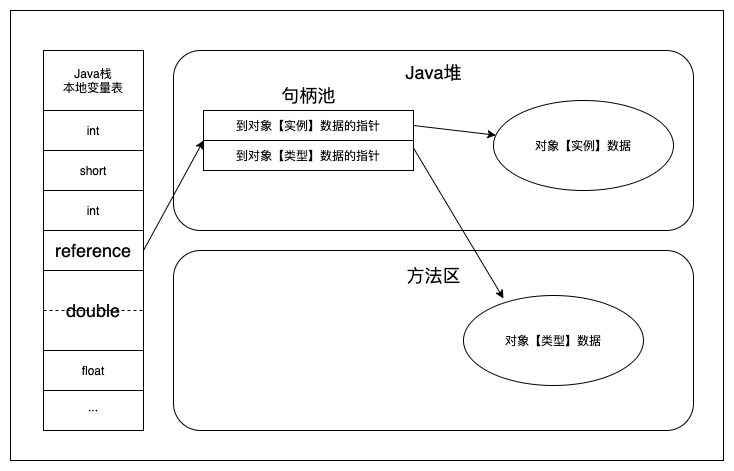 Java栈
本地变量表
int
short
int
reference
double
float
...
Java堆
句柄池
到对象【实例】数据的指针
到对象【类型】数据的指针
对象【实例】数据
方法区
对象【类型】数据